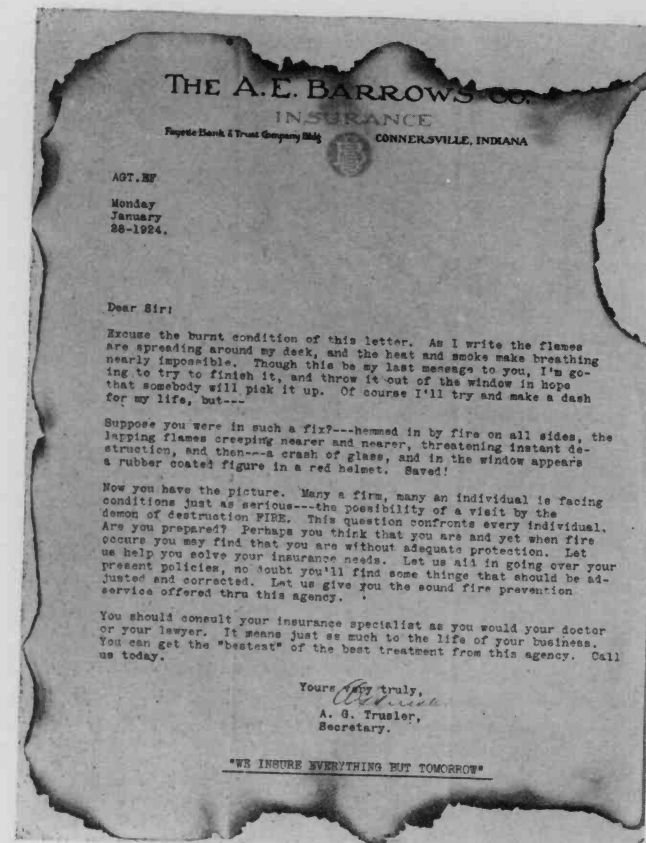 THE A.E. BARROWS CO.
INSURANCE
Fayette Bank & Trust Company Bldg CONNERSVILLE, INDIANA
AGT.EF
Monday
January
28-1924.
Dear Sir:
Excuse the burnt condition of this letter. As I write the flames
are spreading around my desk, and the heat and smoke make breathing
nearly impossible. Though this be my last message to you, I'm go-
ing to try to finish it, and throw it out of the window in hope
that somebody will pick it up. Of course I'll try and make a dash
for my life, but---
Suppose you were in such a fix?---hemmed in by fire on all sides, the
lapping flames creeping nearer and nearer, threatening instant de-
struction, and then---a crash of glass, and in the window appears
a rubber coated figure in a red helmet. Saved!
Now you have the picture. Many a firm, many an individual is facing
conditions just as serious---the possibility of a visit by the
demon of destruction FIRE. This question confronts every individual.
Are you prepared? Perhaps you think that you are and yet when fire
occurs you may find that you are without adequate protection. Let
us help you solve your insurance needs. Let us aid in going over your
present policies, no doubt you'll find some things that should be ad-
justed and corrected. Let us give you the sound fire prevention
service offered thru this agency.
You should consult your insurance specialist as you would your doctor
or your lawyer. It means just as much to the life of your business.
You can get the "bestest" of the best treatment from this agency. Call
us today.
Yours very truly,
A. G. Trusler,
Secretary.
"WE INSURE EVERYTHING BUT TOMORROW"